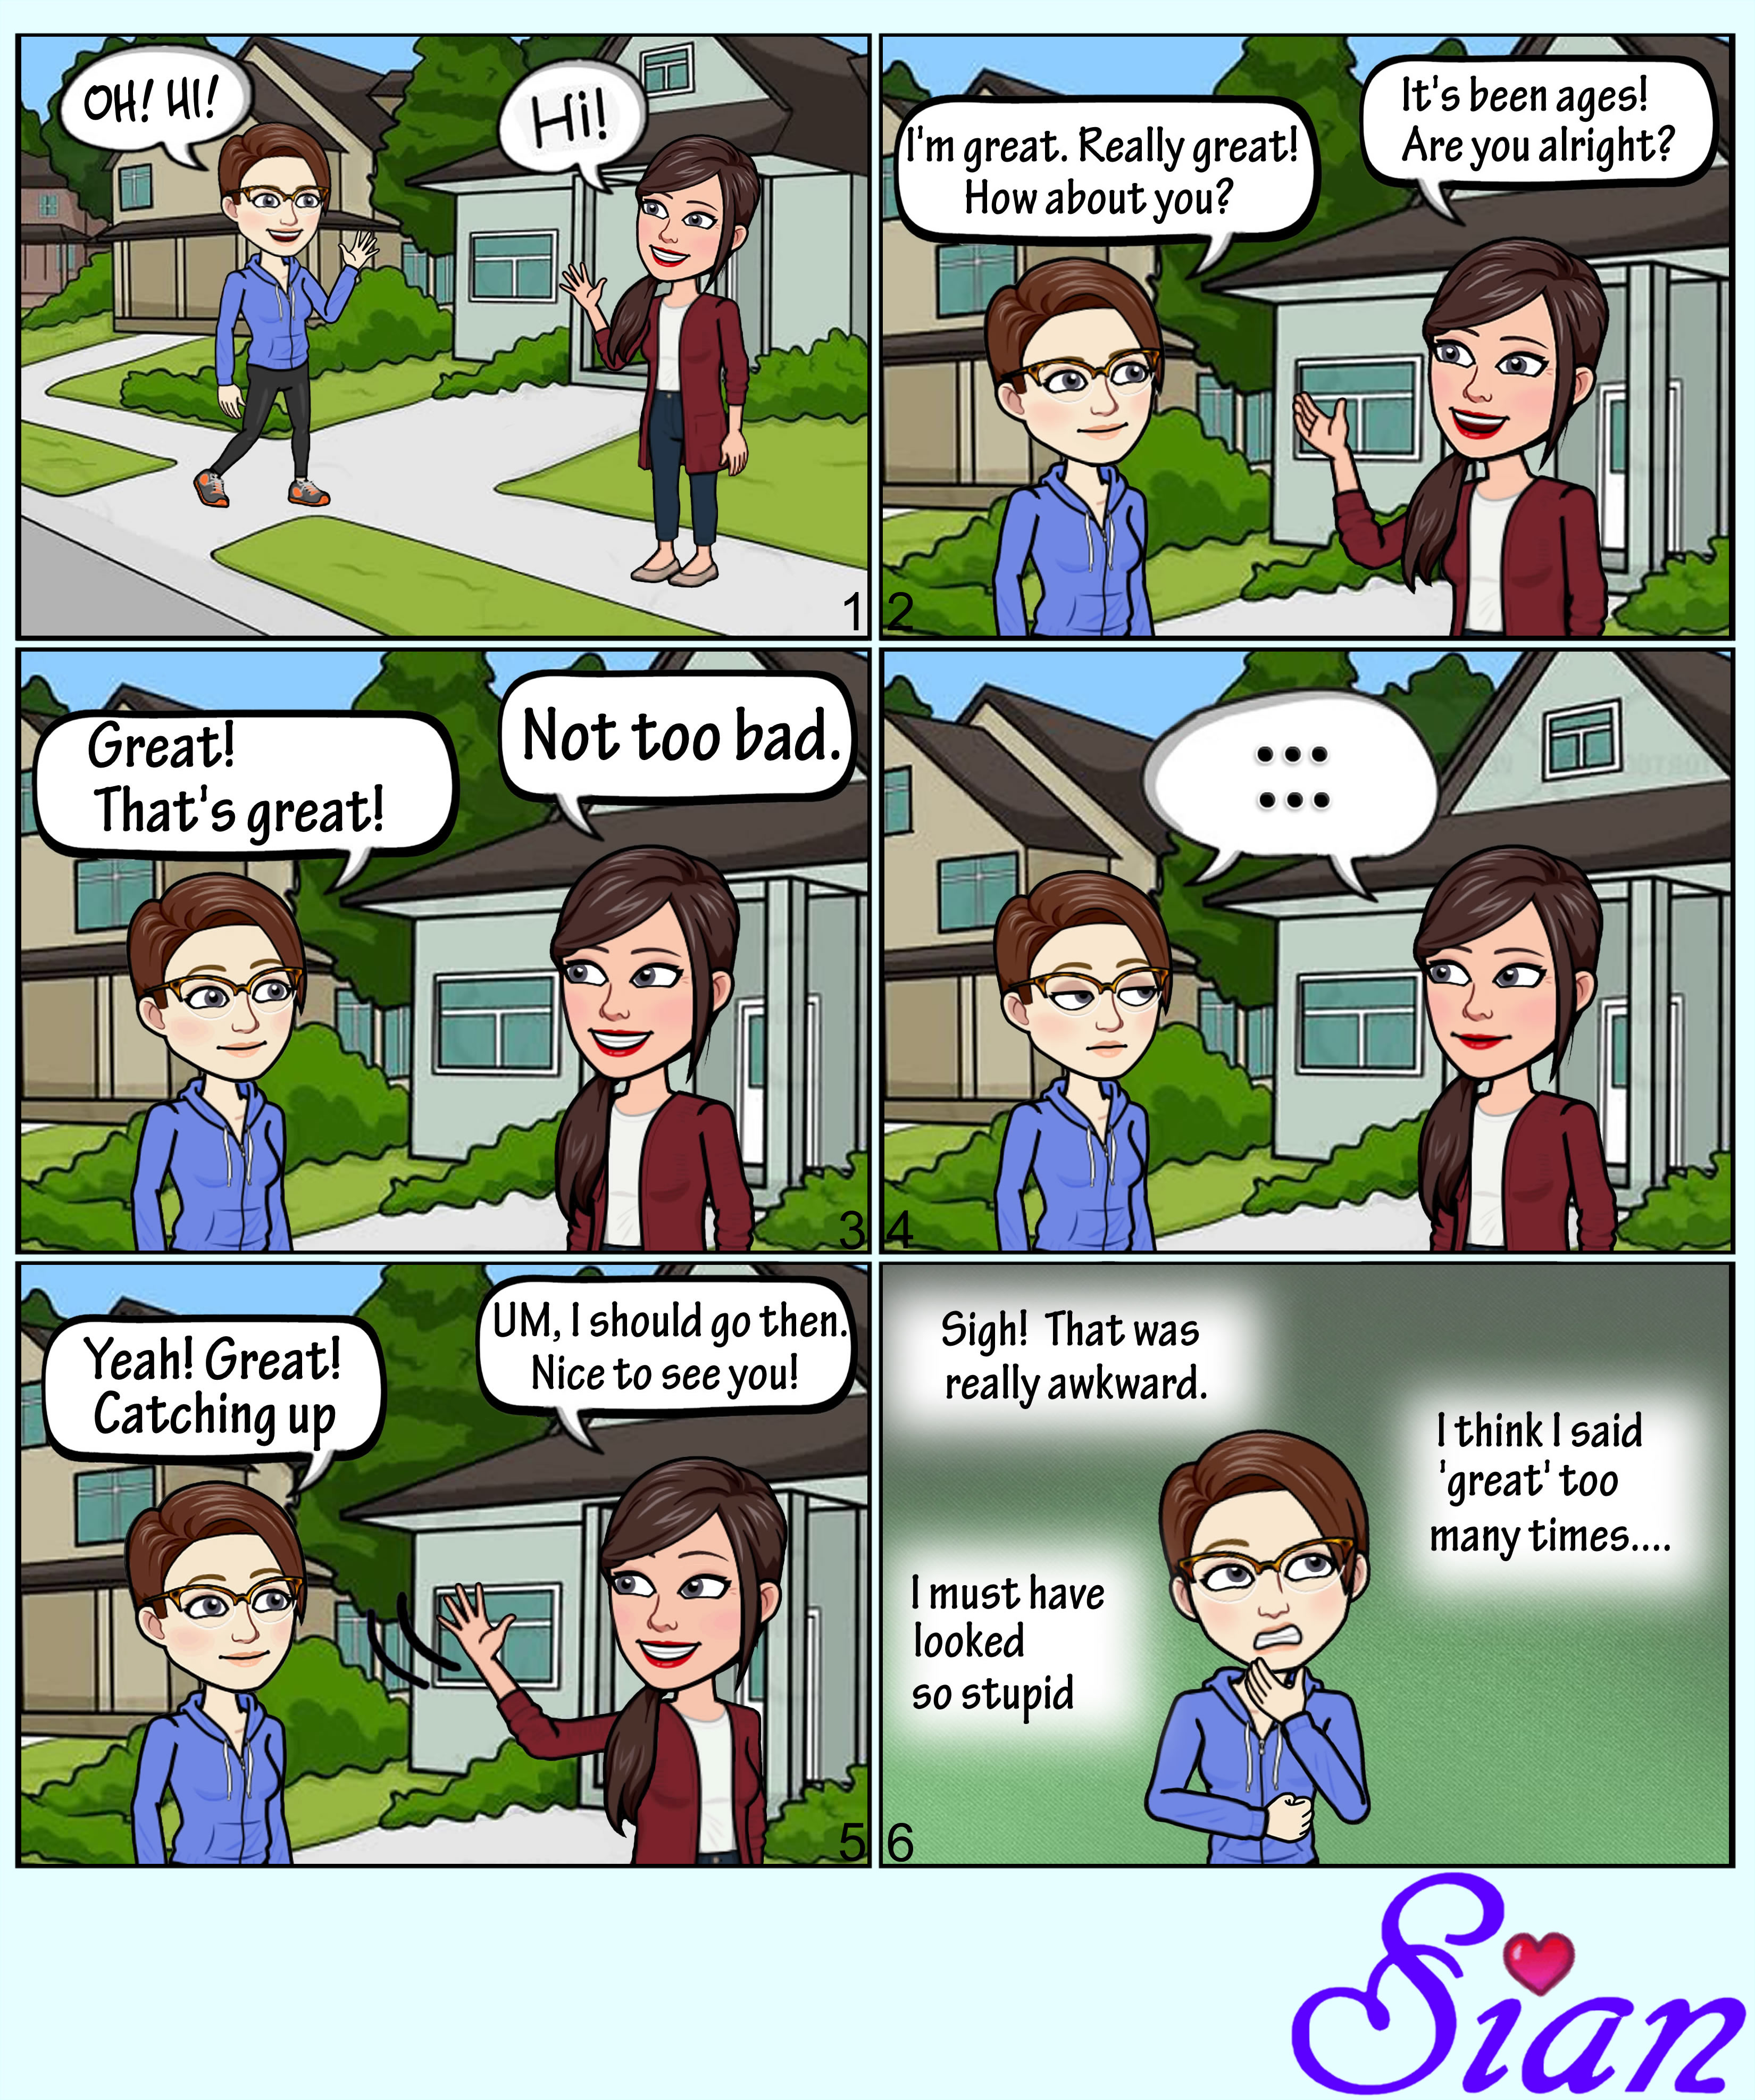 OH! HI!
Hi!
1
It's been ages!
Are you alright?
I'm great. Really great!
How about you?
2
Not too bad.
Great!
That's great!
3
...
...
4
UM, I should go then.
Nice to see you!
Yeah! Great!
Catching up
5
Sigh! That was
really awkward.
I think I said
'great' too
many times....
I must have
looked
so stupid
6
Sian